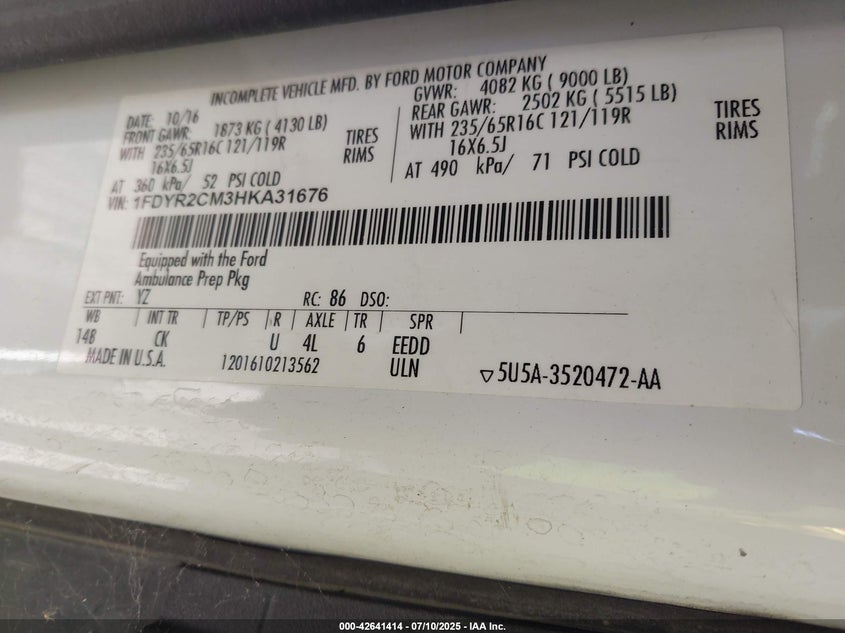 INCOMPLETE VEHICLE MFD. BY FORD MOTOR COMPANY
DATE: 10/16
FRONT GAWR: 1873 KG ( 4130 LB)
WITH 235/65R16C 121/119R TIRES
16X6.5J RIMS
AT 360 kPa/ 52 PSI COLD
GVWR: 4082 KG ( 9000 LB)
REAR GAWR: 2502 KG ( 5515 LB)
WITH 235/65R16C 121/119R TIRES
16X6.5J RIMS
AT 490 kPa/ 71 PSI COLD
VIN: 1FDYR2CM3HKA31676
Equipped with the Ford
Ambulance Prep Pkg
EXT PNT: YZ RC: 86 DSO:
WB INT TR TP/PS R AXLE TR SPR
14B CK U 4L 6 EEDD
MADE IN U.S.A. 1201610213562 ULN
5U5A-3520472-AA
000-42641414 / 07/10/2025 - IAA Inc.